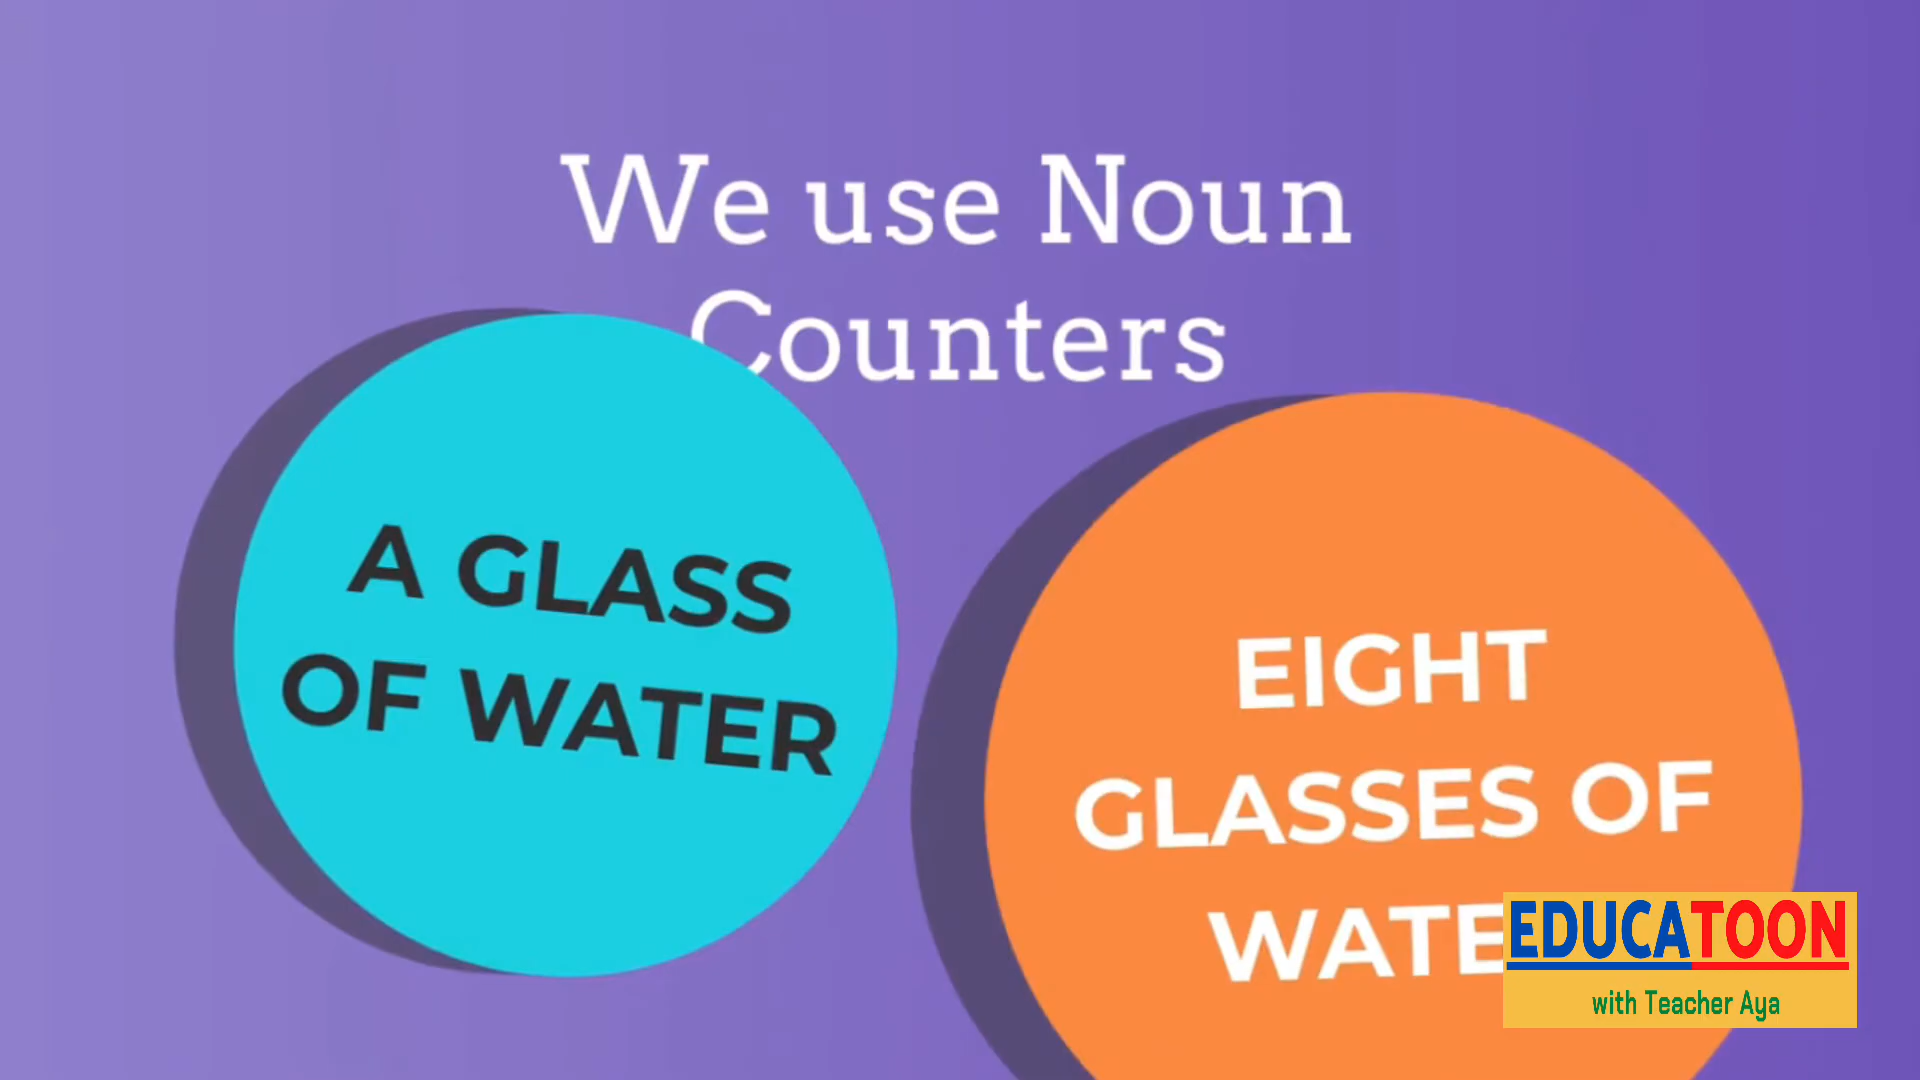 We use Noun
Counters
A GLASS
OF WATER
EIGHT
GLASSES OF
WATE
EDUCATOON
with Teacher Aya